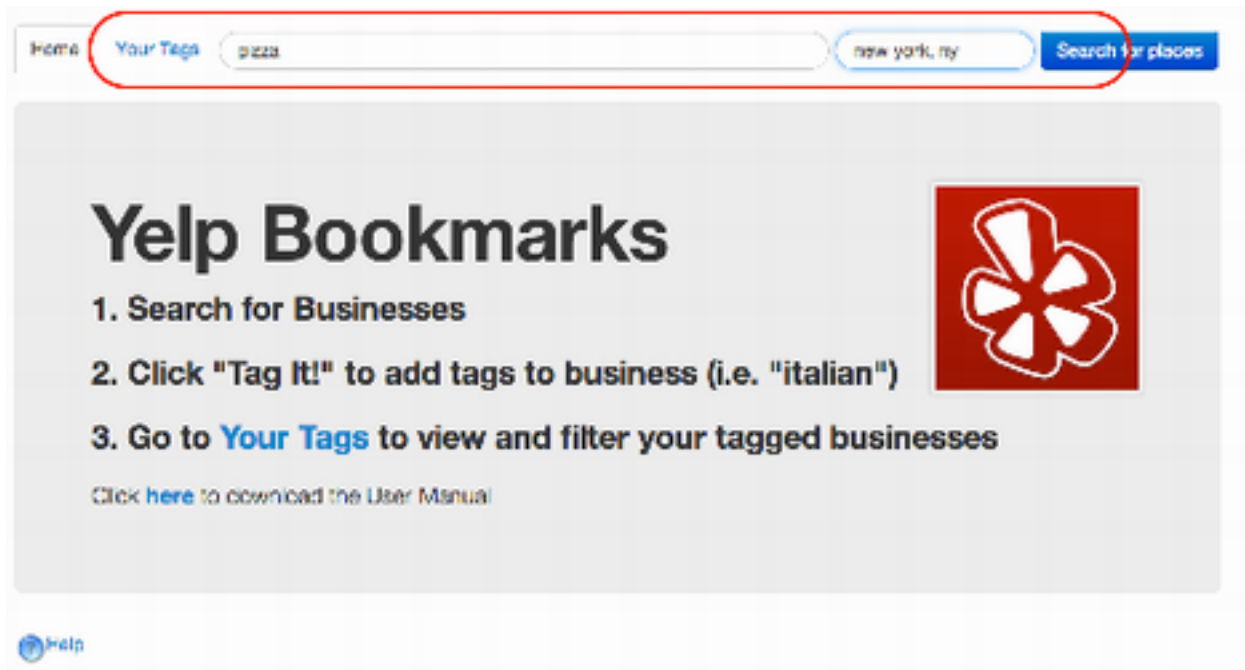 Home Your Tags pizza new york, ny Search for places
Yelp Bookmarks
1. Search for Businesses
2. Click "Tag It!" to add tags to business (i.e. "italian")
3. Go to Your Tags to view and filter your tagged businesses
Click here to download the User Manual
Help